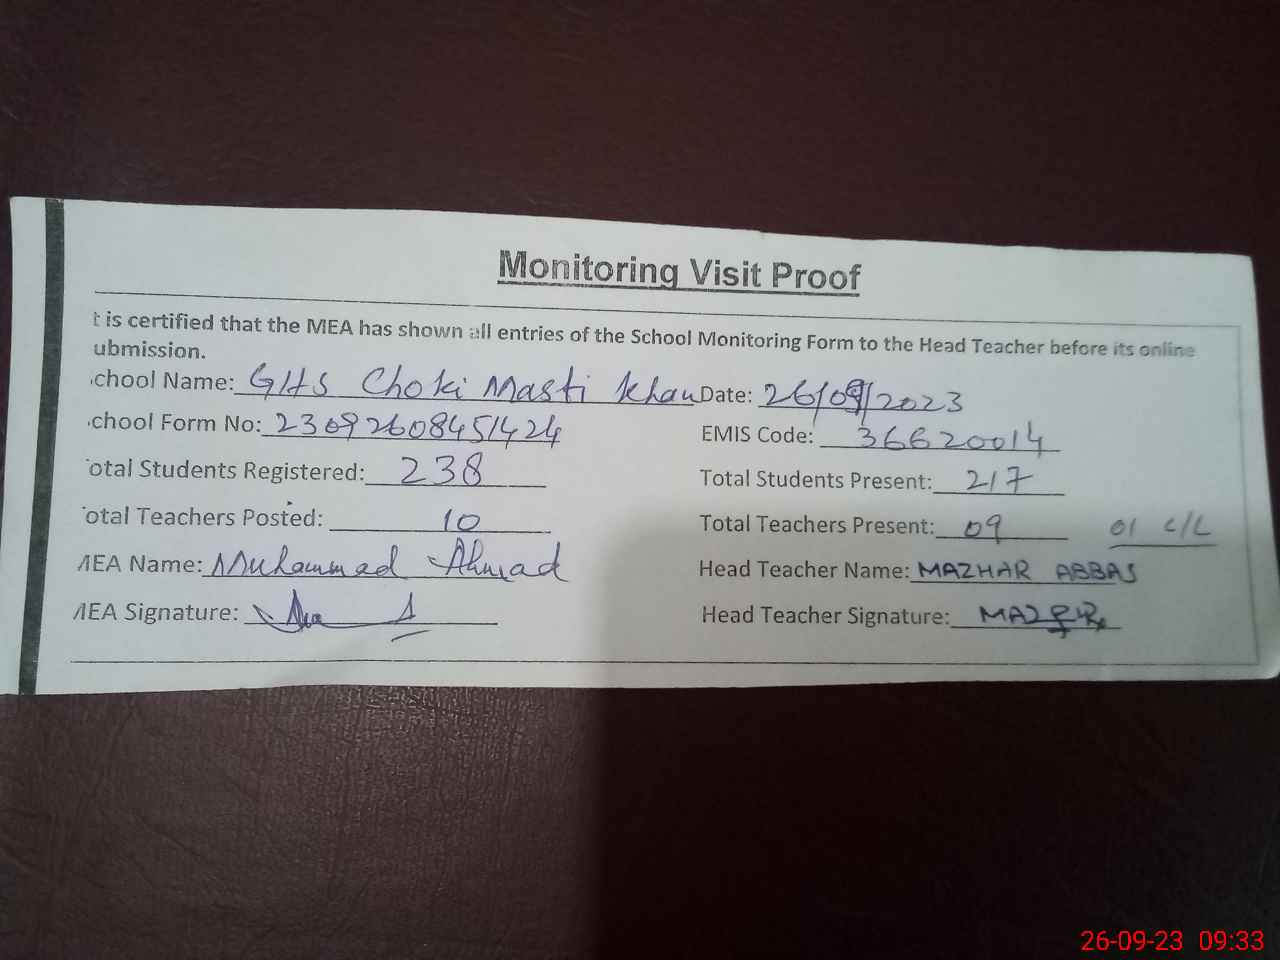 Monitoring Visit Proof
t is certified that the MEA has shown all entries of the School Monitoring Form to the Head Teacher before its online
ubmission.
chool Name: GHS Choki Masti Khan Date: 26/09/2023
chool Form No: 23092608451424 EMIS Code: 36620014
otal Students Registered: 238 Total Students Present: 217
otal Teachers Posted: 10 Total Teachers Present: 09 01 C/L
MEA Name: Muhammad Ahmad Head Teacher Name: MAZHAR ABBAS
MEA Signature: Head Teacher Signature:
26-09-23 09:33